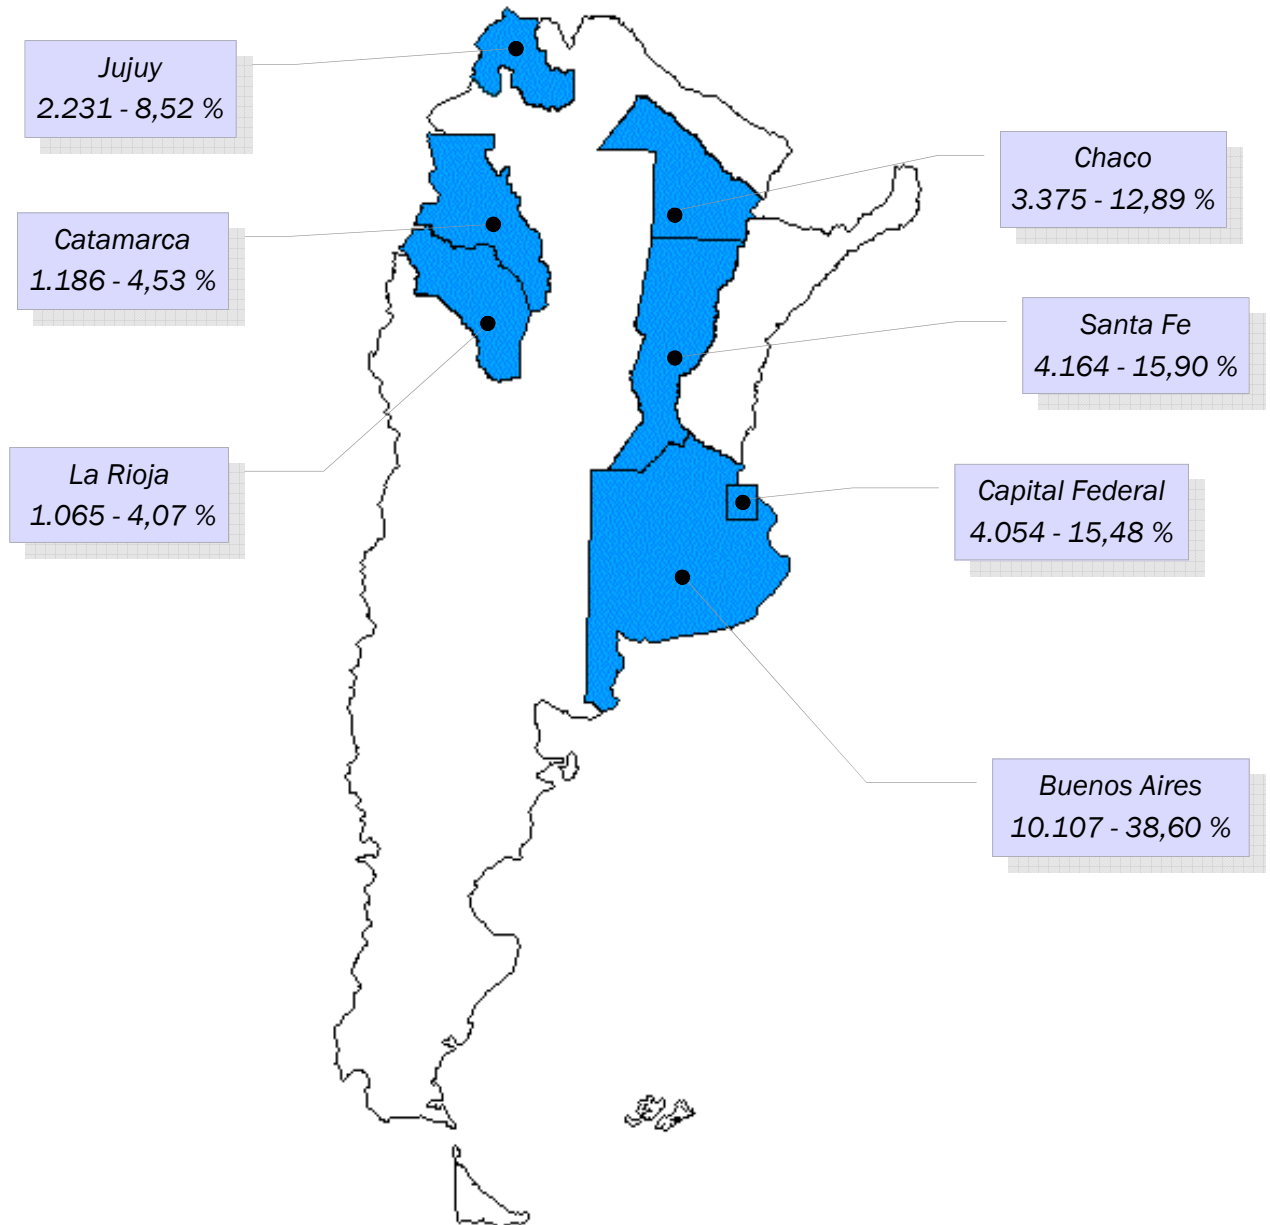 Jujuy
2.231 - 8,52 %
Chaco
3.375 - 12,89 %
Catamarca
1.186 - 4,53 %
Santa Fe
4.164 - 15,90 %
La Rioja
1.065 - 4,07 %
Capital Federal
4.054 - 15,48 %
Buenos Aires
10.107 - 38,60 %